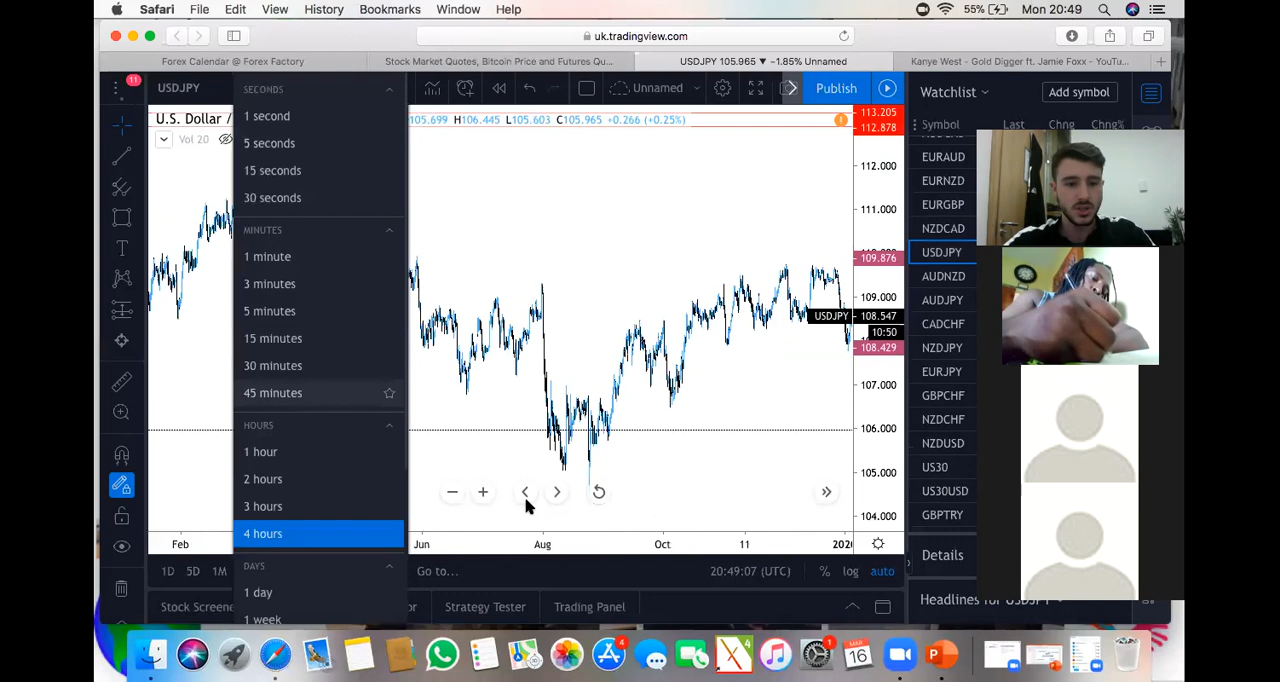 Safari File Edit View History Bookmarks Window Help 55% Mon 20:49
uk.tradingview.com
Forex Calendar @ Forex Factory
Stock Market Quotes, Bitcoin Price and Futures Qu...
USDJPY 105.965 ▼ −1.85% Unnamed
Kanye West - Gold Digger ft. Jamie Foxx - YouTu...
11
USDJPY
Unnamed
Publish
U.S. Dollar /
105.699 H106.445 L105.603 C105.965 +0.266 (+0.25%)
Vol 20
SECONDS
1 second
5 seconds
15 seconds
30 seconds
MINUTES
1 minute
3 minutes
5 minutes
15 minutes
30 minutes
45 minutes
HOURS
1 hour
2 hours
3 hours
4 hours
DAYS
1 day
1 week
113.205
112.878
112.000
111.000
109.876
109.000
USDJPY 108.547
10:50
108.429
107.000
106.000
105.000
104.000
Feb
Jun
Aug
Oct
11
1D 5D 1M
Go to...
20:49:07 (UTC)
% log auto
Stock Screene
Strategy Tester
Trading Panel
Watchlist
Add symbol
Symbol Last Chng Chng%
EURAUD
EURNZD
EURGBP
NZDCAD
USDJPY
AUDNZD
AUDJPY
CADCHF
NZDJPY
EURJPY
GBPCHF
NZDCHF
NZDUSD
US30
US30USD
GBPTRY
Details
Headlines for USDJPY
4
1
MAR
16